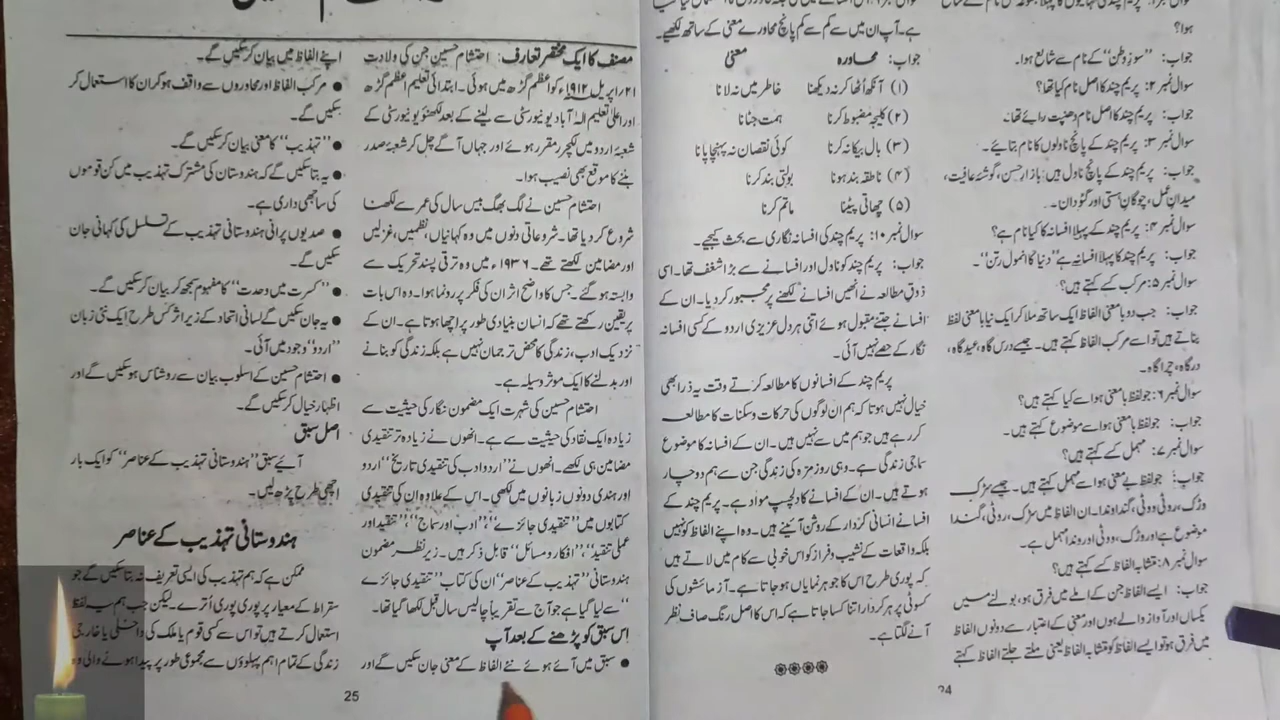 ہوا؟
جواب: ”سوزِ وطن“ کے نام سے شایع ہوا۔
سوال نمبر ۲: پریم چند کا اصل نام کیا تھا؟
جواب: پریم چند کا اصل نام دھنپت رائے تھا۔
سوال نمبر ۳: پریم چند کے پانچ ناولوں کا نام بتائیے۔
جواب: پریم چند کے پانچ ناول ہیں: بازارِ حسن، گوشۂ عافیت،
میدانِ عمل، چوگانِ ہستی اور گئودان۔
سوال نمبر ۴: پریم چند کے پہلا افسانہ کا کیا نام ہے؟
جواب: پریم چند کا پہلا افسانہ ہے ”دنیا کا انمول رتن“۔
سوال نمبر ۵: مرکب کسے کہتے ہیں؟
جواب: جب دو بامعنی الفاظ ایک ساتھ ملا کر ایک نیا بامعنی لفظ
بناتے ہیں تو اسے مرکب الفاظ کہتے ہیں۔ جیسے درس گاہ، عیدگاہ،
درگاہ، چراگاہ۔
سوال نمبر ۶: جو لفظ بامعنی ہو اسے کیا کہتے ہیں؟
جواب: جو لفظ بامعنی ہو اسے موضوع کہتے ہیں۔
سوال نمبر ۷: مہمل کسے کہتے ہیں؟
جواب: جو لفظ بے معنی ہو اسے مہمل کہتے ہیں۔ جیسے سڑک
وڑک، روٹی ووٹی، گندا وندا۔ ان الفاظ میں سڑک، روٹی، گندا
موضوع ہے اور وڑک، ووٹی اور وندا مہمل ہے۔
سوال نمبر ۸: متشابہ الفاظ کسے کہتے ہیں؟
جواب: ایسے الفاظ جن کے املے میں فرق ہو، بولنے میں
یکساں اور آواز والے ہوں اور معنی کے اعتبار سے دونوں الفاظ
میں فرق ہو تو ایسے الفاظ کو متشابہ الفاظ یعنی ملتے جلتے الفاظ کہتے
24
ہے۔ آپ ان میں سے کم سے کم پانچ محاورے معنی کے ساتھ لکھیے۔
جواب: محاورہ معنیٰ
(۱) آنکھ اُٹھا کر نہ دیکھنا خاطر میں نہ لانا
(۲) کلیجہ مضبوط کرنا ہمت جٹانا
(۳) بال بیکا نہ کرنا کوئی نقصان نہ پہنچا پانا
(۴) ناطقہ بند ہونا بولتی بند کرنا
(۵) چھاتی پیٹنا ماتم کرنا
سوال نمبر ۱۰: پریم چند کی افسانہ نگاری سے بحث کیجیے۔
جواب: پریم چند کو ناول اور افسانے سے بڑا شغف تھا۔ اسی
ذوقِ مطالعہ نے انھیں افسانے لکھنے پر مجبور کر دیا۔ ان کے
افسانے جتنے مقبول ہوئے اتنی ہر دل عزیزی اردو کے کسی افسانہ
نگار کے حصے نہیں آئی۔
پریم چند کے افسانوں کا مطالعہ کرتے وقت یہ ذرا بھی
خیال نہیں ہوتا کہ ہم ان لوگوں کی حرکات و سکنات کا مطالعہ
کر رہے ہیں جو ہم میں سے نہیں ہیں۔ ان کے افسانہ کا موضوع
سماجی زندگی ہے۔ وہی روزمرہ کی زندگی جن سے ہم دوچار
ہوتے ہیں۔ ان کے افسانے کا دلچسپ مواد ہے۔ پریم چند کے
افسانے انسانی کردار کے روشن آئینے ہیں۔ وہ اپنے الفاظ کو نہیں
بلکہ واقعات کے نشیب و فراز کو اس خوبی سے کام میں لاتے ہیں
کہ پوری طرح اس کا جوہر نمایاں ہو جاتا ہے۔ آزمائشوں کی
کسوٹی پر ہر کردار اتنا کسا جاتا ہے کہ اس کا اصل رنگ صاف نظر
آنے لگتا ہے۔
مصنف کا ایک مختصر تعارف: احتشام حسین جن کی ولادت
۲۱/اپریل ۱۹۱۲ء کو اعظم گڑھ میں ہوئی۔ ابتدائی تعلیم اعظم گڑھ
اور اعلیٰ تعلیم الہٰ آباد یونیورسٹی سے لینے کے بعد لکھنؤ یونیورسٹی کے
شعبۂ اردو میں لکچرر مقرر ہوئے اور جہاں آگے چل کر شعبۂ صدر
بننے کا موقع بھی نصیب ہوا۔
احتشام حسین نے لگ بھگ بیس سال کی عمر سے لکھنا
شروع کر دیا تھا۔ شروعاتی دنوں میں وہ کہانیاں، نظمیں، غزلیں
اور مضامین لکھتے تھے۔ ۱۹۳۶ء میں وہ ترقی پسند تحریک سے
وابستہ ہو گئے۔ جس کا واضح اثر ان کی فکر پر رونما ہوا۔ وہ اس بات
پر یقین رکھتے تھے کہ انسان بنیادی طور پر اچھا ہوتا ہے۔ ان کے
نزدیک ادب، زندگی کا محض ترجمان نہیں ہے بلکہ زندگی کو بنانے
اور بدلنے کا ایک موثر وسیلہ ہے۔
احتشام حسین کی شہرت ایک مضمون نگار کی حیثیت سے
زیادہ ایک نقاد کی حیثیت سے ہے۔ انھوں نے زیادہ تر تنقیدی
مضامین ہی لکھے۔ انھوں نے ”اردو ادب کی تنقیدی تاریخ“ اردو
اور ہندی دونوں زبانوں میں لکھی۔ اس کے علاوہ ان کی تنقیدی
کتابوں میں ”تنقیدی جائزے“، ”ادب اور سماج“، ”تنقید اور
عملی تنقید“، ”افکار و مسائل“ قابل ذکر ہیں۔ زیرِ نظر مضمون
ہندوستانی ”تہذیب کے عناصر“ ان کی کتاب ”تنقیدی جائزے
“ سے لیا گیا ہے جو آج سے تقریباً چالیس سال قبل لکھا گیا تھا۔
اس سبق کو پڑھنے کے بعد آپ
● سبق میں آئے ہوئے نئے الفاظ کے معنی جان سکیں گے اور
اپنے الفاظ میں بیان کر سکیں گے۔
● مرکب الفاظ اور محاوروں سے واقف ہو کر ان کا استعمال کر
سکیں گے۔
● ”تہذیب“ کا معنی بیان کر سکیں گے۔
● یہ بتا سکیں گے کہ ہندوستان کی مشترک تہذیب میں کن قوموں
کی ساجھی داری ہے۔
● صدیوں پرانی ہندوستانی تہذیب کے تسلسل کی کہانی جان
سکیں گے۔
● ”کسرت میں وحدت“ کا مفہوم سمجھ کر بیان کر سکیں گے۔
● یہ جان سکیں گے لسانی اتحاد کے زیر اثر کس طرح ایک نئی زبان
”اردو“ وجود میں آئی۔
● احتشام حسین کے اسلوب بیان سے روشناس ہو سکیں گے اور
اظہار خیال کر سکیں گے۔
اصل سبق
آئیے سبق ”ہندوستانی تہذیب کے عناصر“ کو ایک بار
اچھی طرح پڑھ لیں۔
ہندوستانی تہذیب کے عناصر
ممکن ہے کہ ہم تہذیب کی ایسی تعریف نہ بتا سکیں گے جو
سقراط کے معیار پر پوری پوری اُترے۔ لیکن جب ہم یہ لفظ
استعمال کرتے ہیں تو اس سے کسی قوم یا ملک کی داخلی یا خارجی
زندگی کے تمام اہم پہلوؤں سے مجموعی طور پر پیدا ہونے والی وہ
25